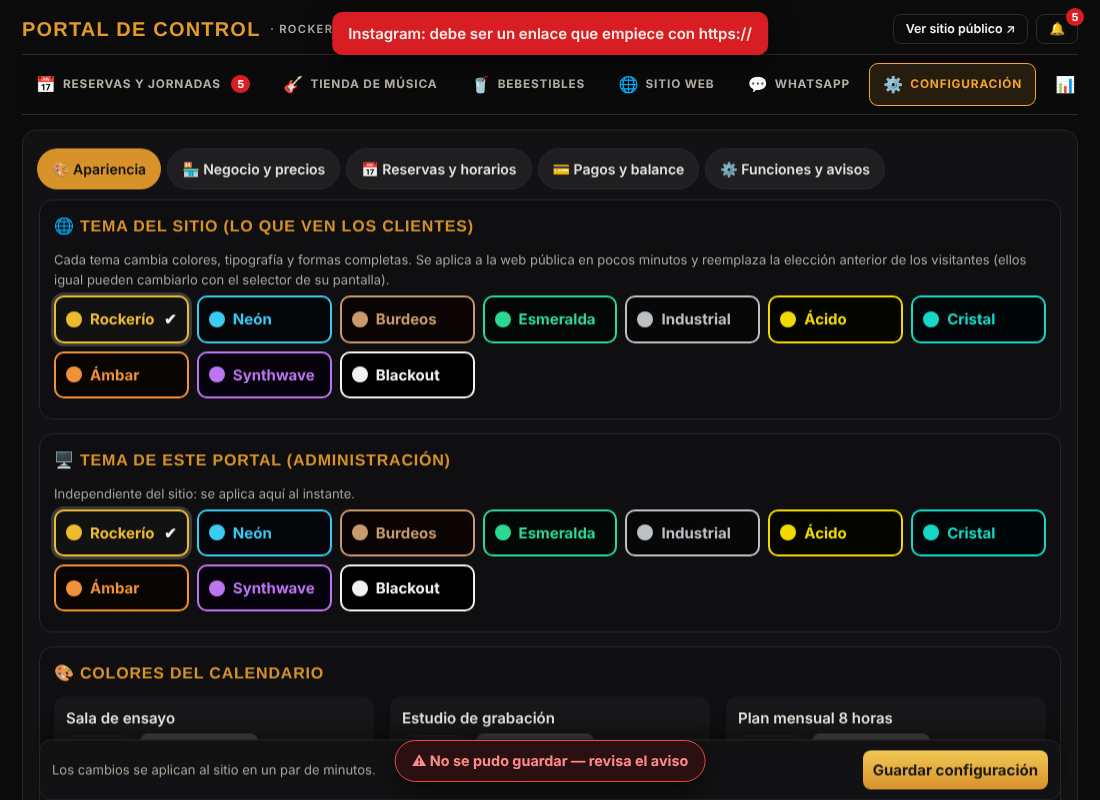 PORTAL DE CONTROL · ROCKER
Instagram: debe ser un enlace que empiece con https://
Ver sitio público ↗
5
RESERVAS Y JORNADAS 5
TIENDA DE MÚSICA
BEBESTIBLES
SITIO WEB
WHATSAPP
CONFIGURACIÓN
Apariencia
Negocio y precios
Reservas y horarios
Pagos y balance
Funciones y avisos
TEMA DEL SITIO (LO QUE VEN LOS CLIENTES)
Cada tema cambia colores, tipografía y formas completas. Se aplica a la web pública en pocos minutos y reemplaza la elección anterior de los visitantes (ellos
igual pueden cambiarlo con el selector de su pantalla).
Rockerío ✔
Neón
Burdeos
Esmeralda
Industrial
Ácido
Cristal
Ámbar
Synthwave
Blackout
TEMA DE ESTE PORTAL (ADMINISTRACIÓN)
Independiente del sitio: se aplica aquí al instante.
Rockerío ✔
Neón
Burdeos
Esmeralda
Industrial
Ácido
Cristal
Ámbar
Synthwave
Blackout
COLORES DEL CALENDARIO
Sala de ensayo
Estudio de grabación
Plan mensual 8 horas
Los cambios se aplican al sitio en un par de minutos.
⚠ No se pudo guardar — revisa el aviso
Guardar configuración